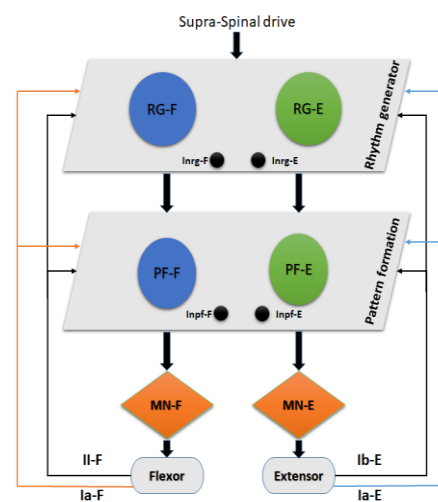 Supra-Spinal drive
RG-F
RG-E
Inrg-F
Inrg-E
Rhythm generator
PF-F
PF-E
Inpf-F
Inpf-E
Pattern formation
MN-F
MN-E
II-F
Ib-E
Flexor
Extensor
Ia-F
Ia-E